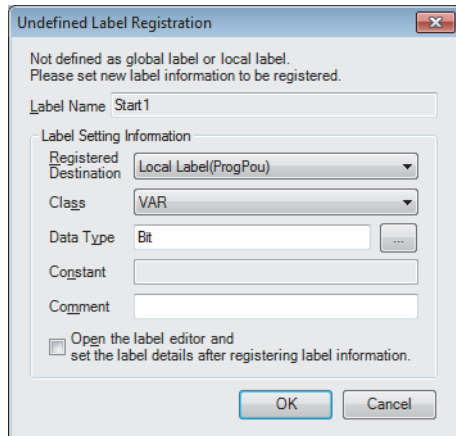 Undefined Label Registration
Not defined as global label or local label.
Please set new label information to be registered.
Label Name Start1
Label Setting Information
Registered Destination Local Label(ProgPou)
Class VAR
Data Type Bit ...
Constant
Comment
Open the label editor and
set the label details after registering label information.
OK Cancel